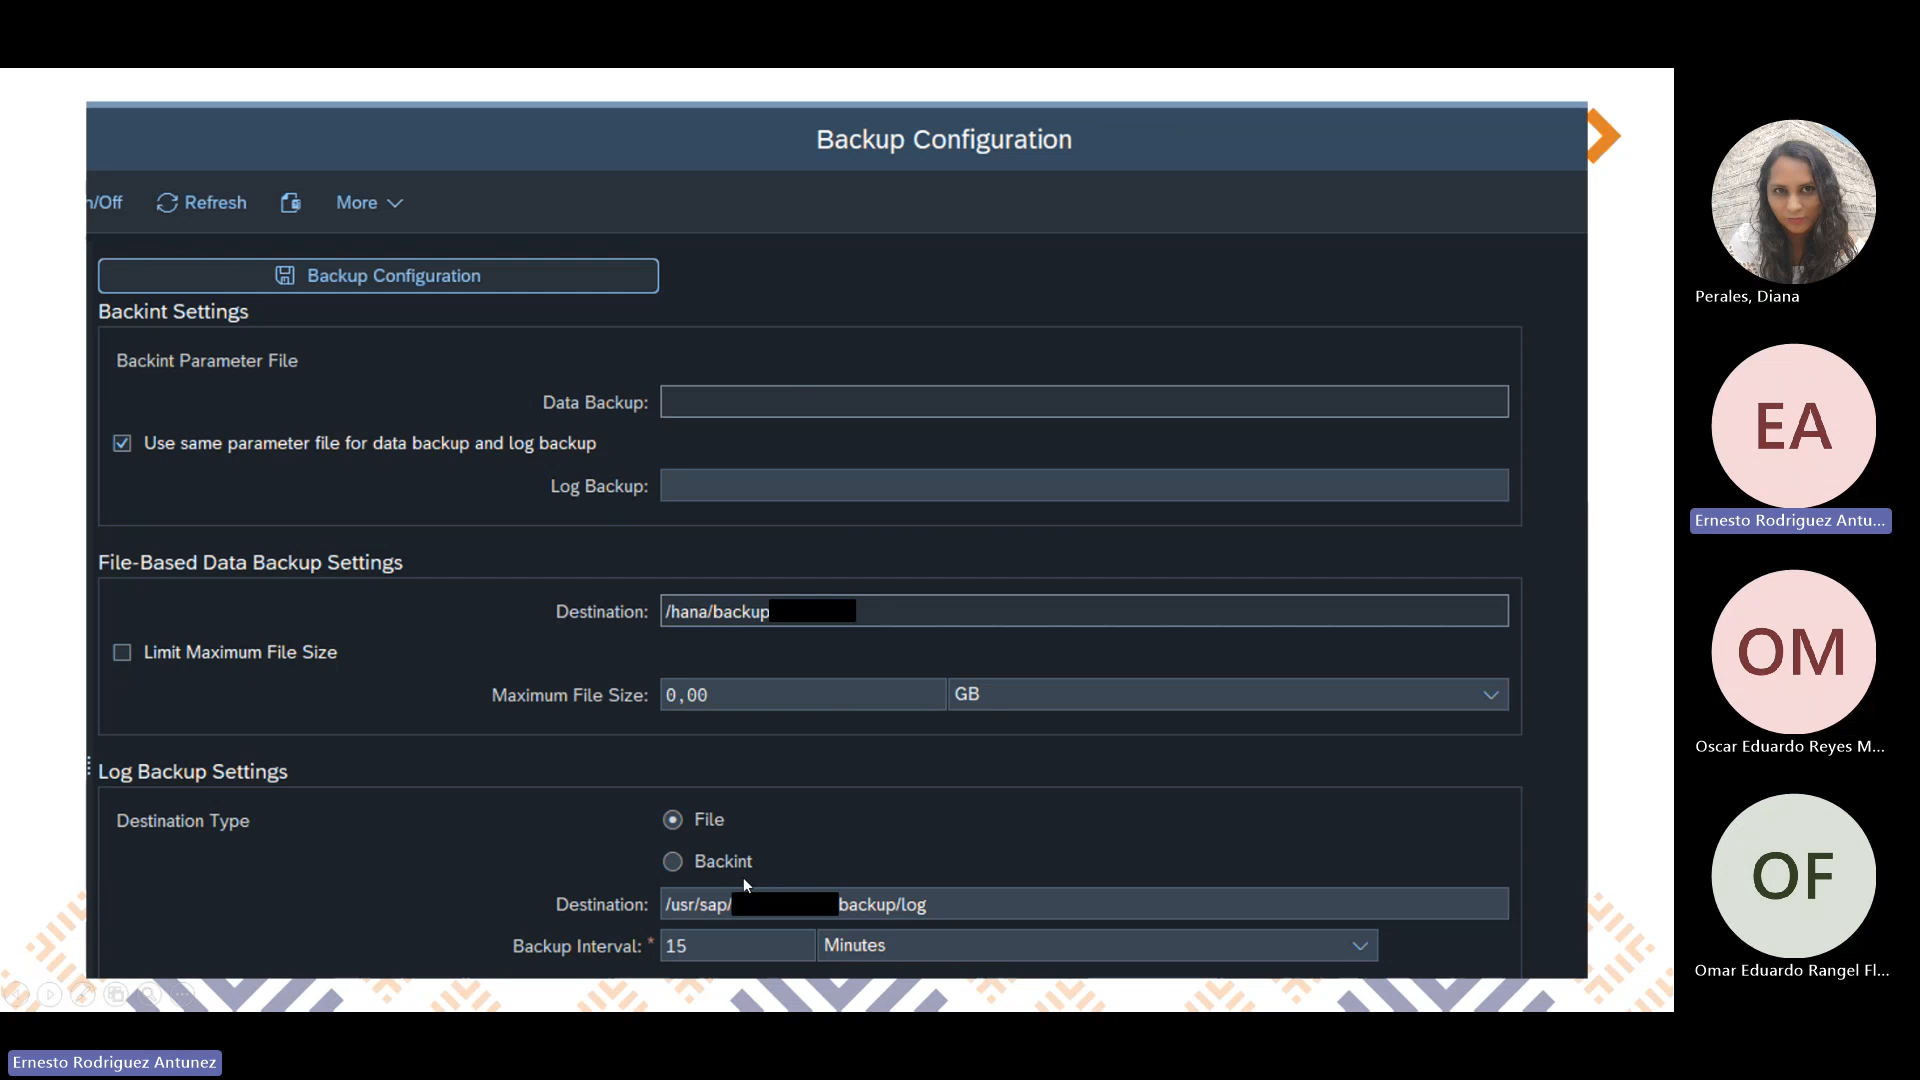 Backup Configuration
n/Off Refresh More
Backup Configuration
Backint Settings
Backint Parameter File
Data Backup:
Use same parameter file for data backup and log backup
Log Backup:
File-Based Data Backup Settings
Destination: /hana/backup
Limit Maximum File Size
Maximum File Size: 0,00 GB
Log Backup Settings
Destination Type File
Backint
Destination: /usr/sap/ backup/log
Backup Interval: * 15 Minutes
Perales, Diana
EA
Ernesto Rodriguez Antu...
OM
Oscar Eduardo Reyes M...
OF
Omar Eduardo Rangel Fl...
Ernesto Rodriguez Antunez